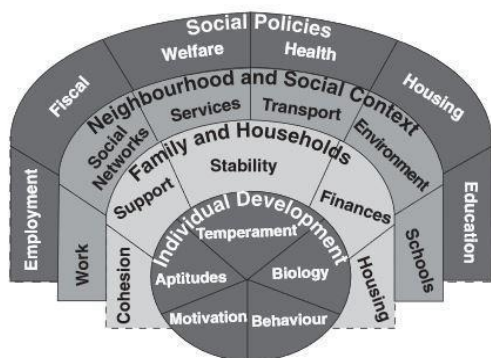 Social Policies
Welfare
Health
Fiscal
Housing
Employment
Education
Neighbourhood and Social Context
Services
Transport
Social
Networks
Environment
Work
Schools
Family and Households
Stability
Support
Finances
Cohesion
Housing
Individual Development
Temperament
Aptitudes
Biology
Motivation
Behaviour